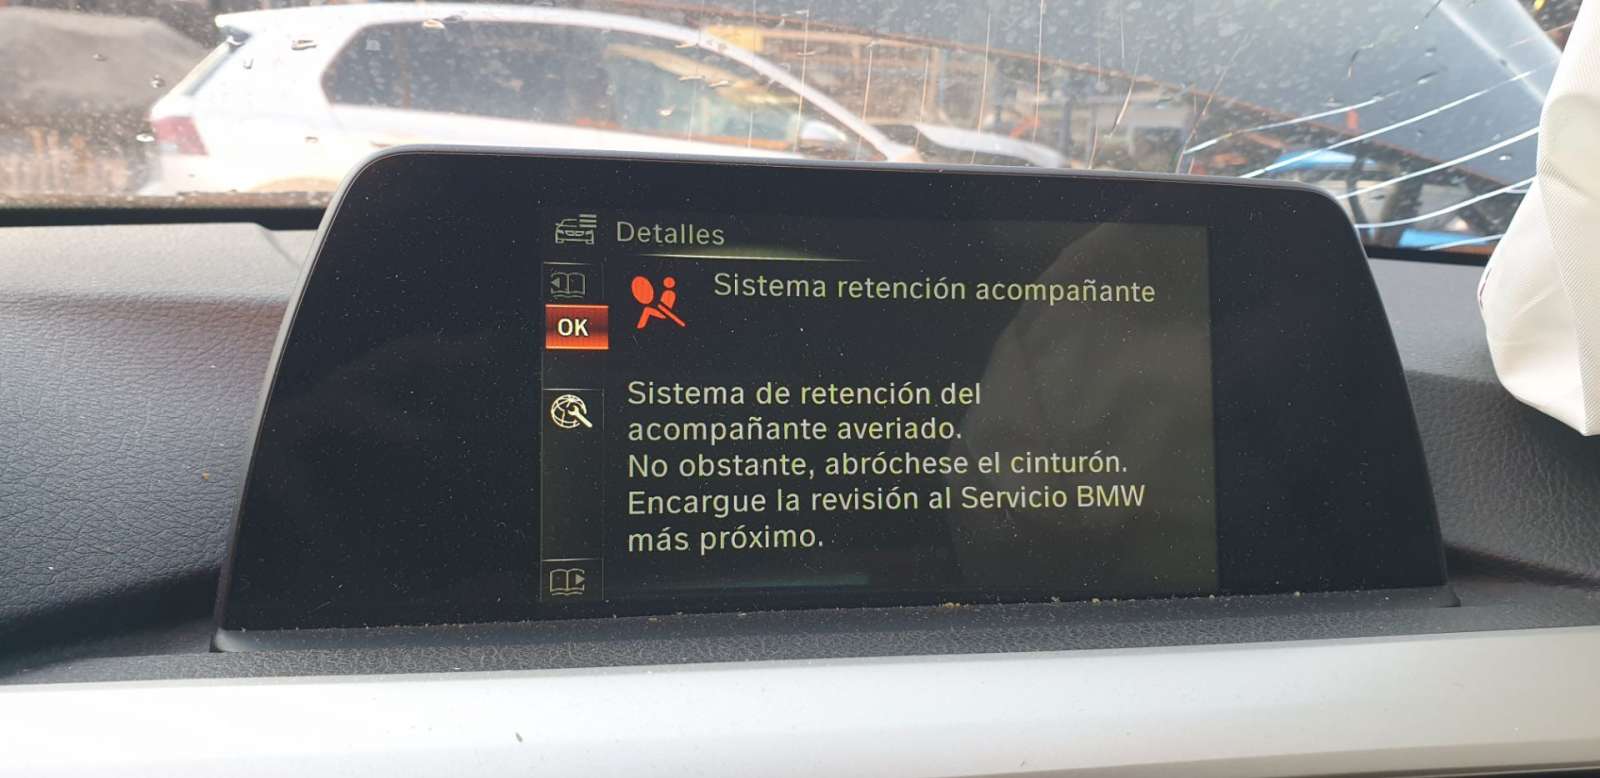 Detalles
Sistema retención acompañante
OK
Sistema de retención del
acompañante averiado.
No obstante, abróchese el cinturón.
Encargue la revisión al Servicio BMW
más próximo.